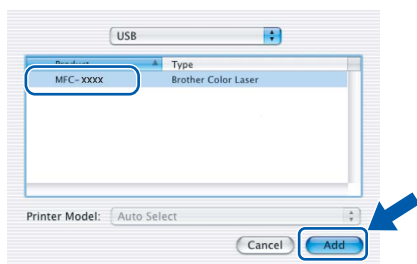 USB
Product Type
MFC- XXXX Brother Color Laser
Printer Model: Auto Select
Cancel Add